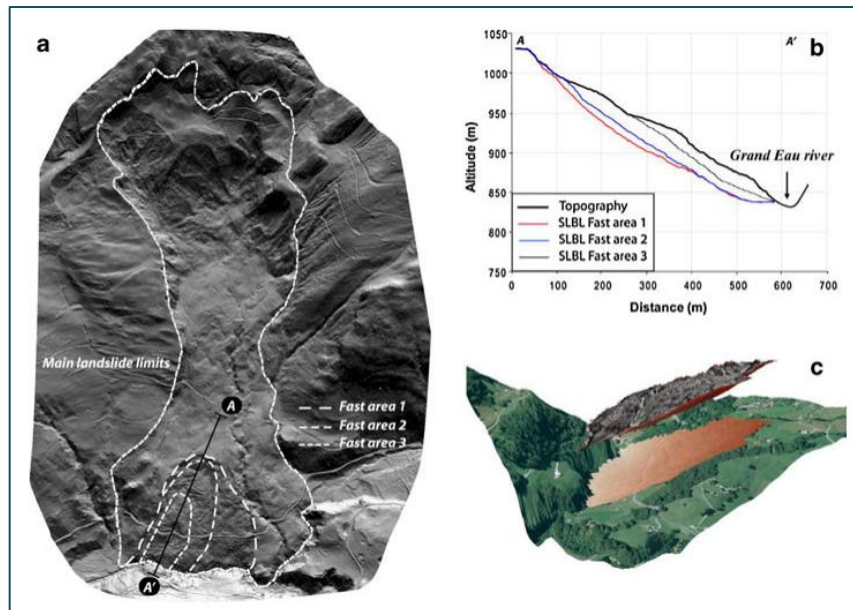 a
Main landslide limits
A
Fast area 1
Fast area 2
Fast area 3
A'
b
A
A'
1050
1000
950
900
850
800
750
Altitude (m)
Grand Eau river
Topography
SLBL Fast area 1
SLBL Fast area 2
SLBL Fast area 3
0 100 200 300 400 500 600 700
Distance (m)
c